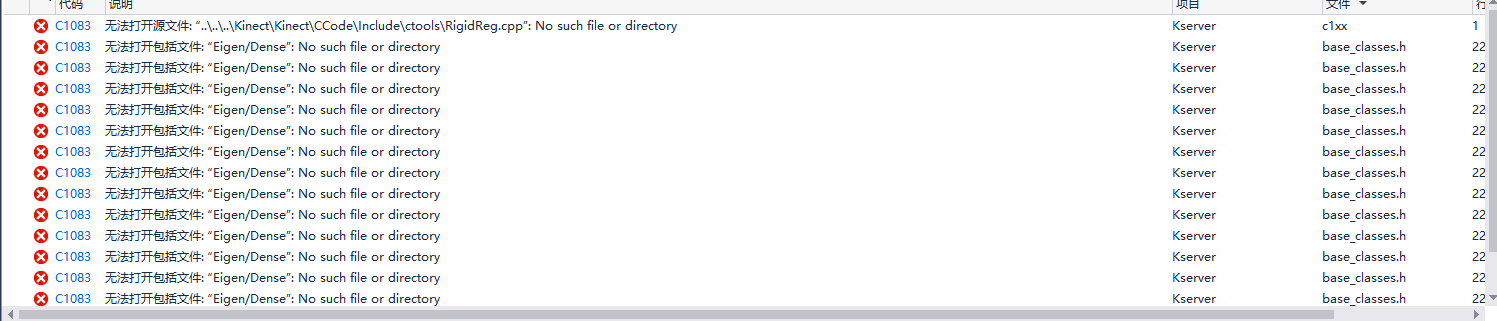 代码 说明 项目 文件 行
C1083 无法打开源文件: “..\..\..\Kinect\Kinect\CCode\Include\ctools\RigidReg.cpp”: No such file or directory Kserver c1xx 1
C1083 无法打开包括文件: “Eigen/Dense”: No such file or directory Kserver base_classes.h 22
C1083 无法打开包括文件: “Eigen/Dense”: No such file or directory Kserver base_classes.h 22
C1083 无法打开包括文件: “Eigen/Dense”: No such file or directory Kserver base_classes.h 22
C1083 无法打开包括文件: “Eigen/Dense”: No such file or directory Kserver base_classes.h 22
C1083 无法打开包括文件: “Eigen/Dense”: No such file or directory Kserver base_classes.h 22
C1083 无法打开包括文件: “Eigen/Dense”: No such file or directory Kserver base_classes.h 22
C1083 无法打开包括文件: “Eigen/Dense”: No such file or directory Kserver base_classes.h 22
C1083 无法打开包括文件: “Eigen/Dense”: No such file or directory Kserver base_classes.h 22
C1083 无法打开包括文件: “Eigen/Dense”: No such file or directory Kserver base_classes.h 22
C1083 无法打开包括文件: “Eigen/Dense”: No such file or directory Kserver base_classes.h 22
C1083 无法打开包括文件: “Eigen/Dense”: No such file or directory Kserver base_classes.h 22
C1083 无法打开包括文件: “Eigen/Dense”: No such file or directory Kserver base_classes.h 22
C1083 无法打开包括文件: “Eigen/Dense”: No such file or directory Kserver base_classes.h 22